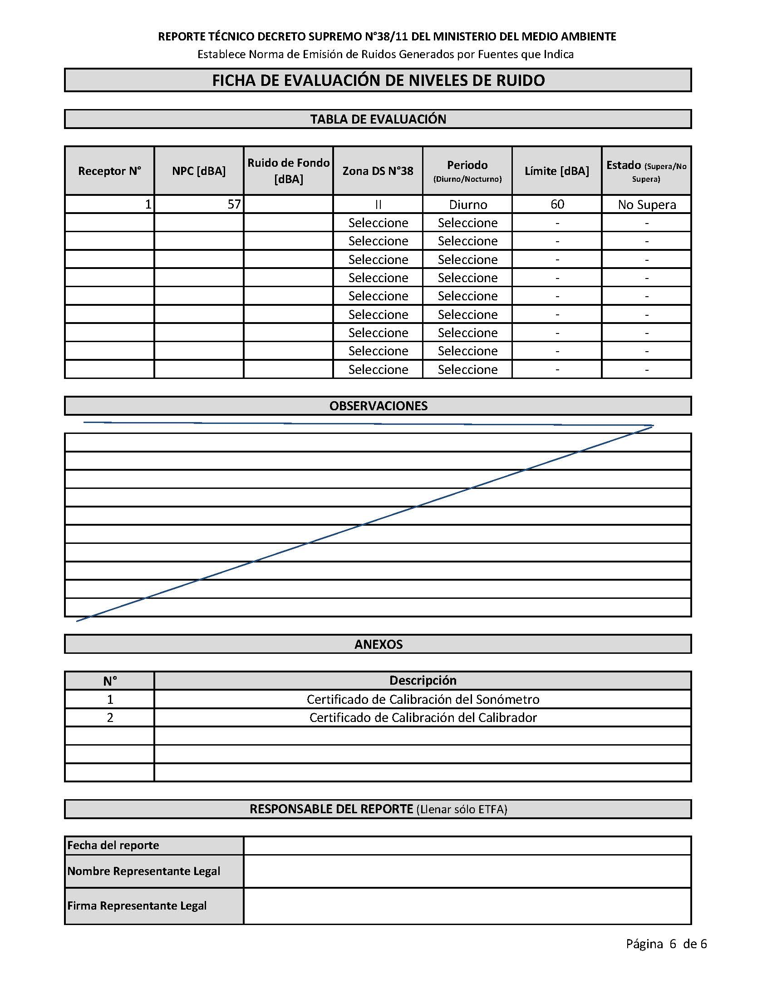 REPORTE TÉCNICO DECRETO SUPREMO N°38/11 DEL MINISTERIO DEL MEDIO AMBIENTE
Establece Norma de Emisión de Ruidos Generados por Fuentes que Indica
FICHA DE EVALUACIÓN DE NIVELES DE RUIDO
TABLA DE EVALUACIÓN
Receptor N° NPC [dBA] Ruido de Fondo [dBA] Zona DS N°38 Periodo (Diurno/Nocturno) Límite [dBA] Estado (Supera/No Supera)
1 57 II Diurno 60 No Supera
Seleccione Seleccione - -
Seleccione Seleccione - -
Seleccione Seleccione - -
Seleccione Seleccione - -
Seleccione Seleccione - -
Seleccione Seleccione - -
Seleccione Seleccione - -
Seleccione Seleccione - -
Seleccione Seleccione - -
OBSERVACIONES
ANEXOS
N° Descripción
1 Certificado de Calibración del Sonómetro
2 Certificado de Calibración del Calibrador
RESPONSABLE DEL REPORTE (Llenar sólo ETFA)
Fecha del reporte
Nombre Representante Legal
Firma Representante Legal
Página 6 de 6